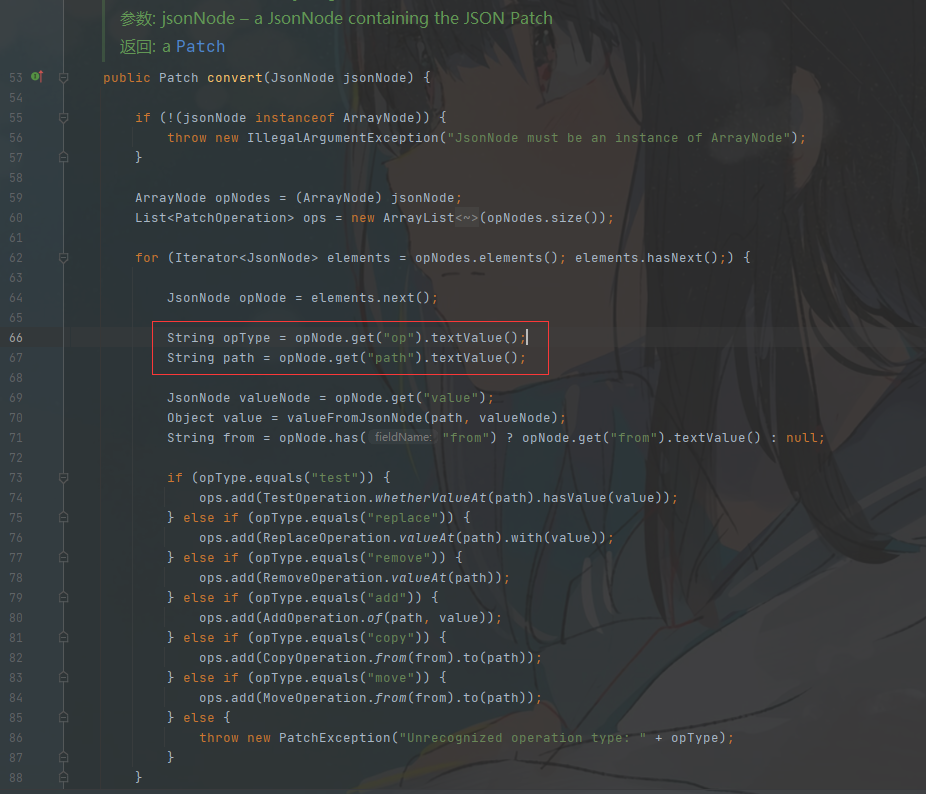 参数: jsonNode – a JsonNode containing the JSON Patch
返回: a Patch
53 public Patch convert(JsonNode jsonNode) {
54
55 if (!(jsonNode instanceof ArrayNode)) {
56 throw new IllegalArgumentException("JsonNode must be an instance of ArrayNode");
57 }
58
59 ArrayNode opNodes = (ArrayNode) jsonNode;
60 List<PatchOperation> ops = new ArrayList<~>(opNodes.size());
61
62 for (Iterator<JsonNode> elements = opNodes.elements(); elements.hasNext();) {
63
64 JsonNode opNode = elements.next();
65
66 String opType = opNode.get("op").textValue();
67 String path = opNode.get("path").textValue();
68
69 JsonNode valueNode = opNode.get("value");
70 Object value = valueFromJsonNode(path, valueNode);
71 String from = opNode.has( fieldName: "from") ? opNode.get("from").textValue() : null;
72
73 if (opType.equals("test")) {
74 ops.add(TestOperation.whetherValueAt(path).hasValue(value));
75 } else if (opType.equals("replace")) {
76 ops.add(ReplaceOperation.valueAt(path).with(value));
77 } else if (opType.equals("remove")) {
78 ops.add(RemoveOperation.valueAt(path));
79 } else if (opType.equals("add")) {
80 ops.add(AddOperation.of(path, value));
81 } else if (opType.equals("copy")) {
82 ops.add(CopyOperation.from(from).to(path));
83 } else if (opType.equals("move")) {
84 ops.add(MoveOperation.from(from).to(path));
85 } else {
86 throw new PatchException("Unrecognized operation type: " + opType);
87 }
88 }